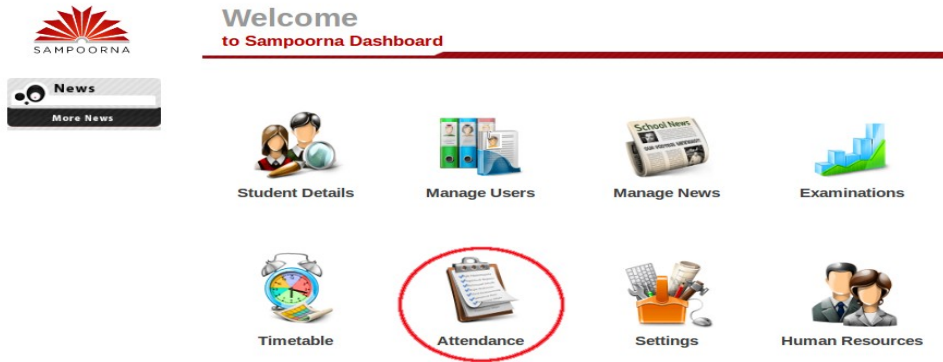 SAMPOORNA
Welcome
to Sampoorna Dashboard
News
More News
School News
Student Details
Manage Users
Manage News
Examinations
Timetable
Attendance
Settings
Human Resources